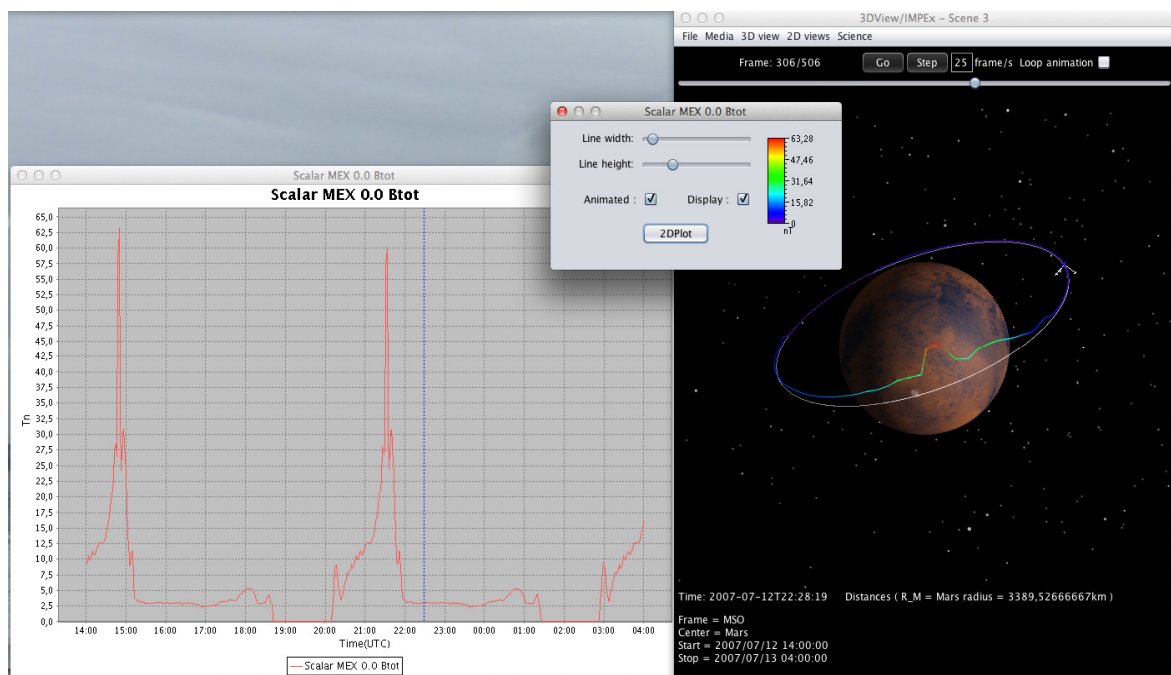 3DView/IMPEx – Scene 3
File Media 3D view 2D views Science
Frame: 306/506 Go Step 25 frame/s Loop animation
Scalar MEX 0.0 Btot
Line width:
Line height:
Animated : Display :
2DPlot
63,28
47,46
31,64
15,82
0
nT
Scalar MEX 0.0 Btot
Scalar MEX 0.0 Btot
65,0
62,5
60,0
57,5
55,0
52,5
50,0
47,5
45,0
42,5
40,0
37,5
35,0
32,5
30,0
27,5
25,0
22,5
20,0
17,5
15,0
12,5
10,0
7,5
5,0
2,5
0,0
Tn
14:00 15:00 16:00 17:00 18:00 19:00 20:00 21:00 22:00 23:00 00:00 01:00 02:00 03:00 04:00
Time(UTC)
Scalar MEX 0.0 Btot
Time: 2007-07-12T22:28:19 Distances ( R_M = Mars radius = 3389,52666667km )
Frame = MSO
Center = Mars
Start = 2007/07/12 14:00:00
Stop = 2007/07/13 04:00:00